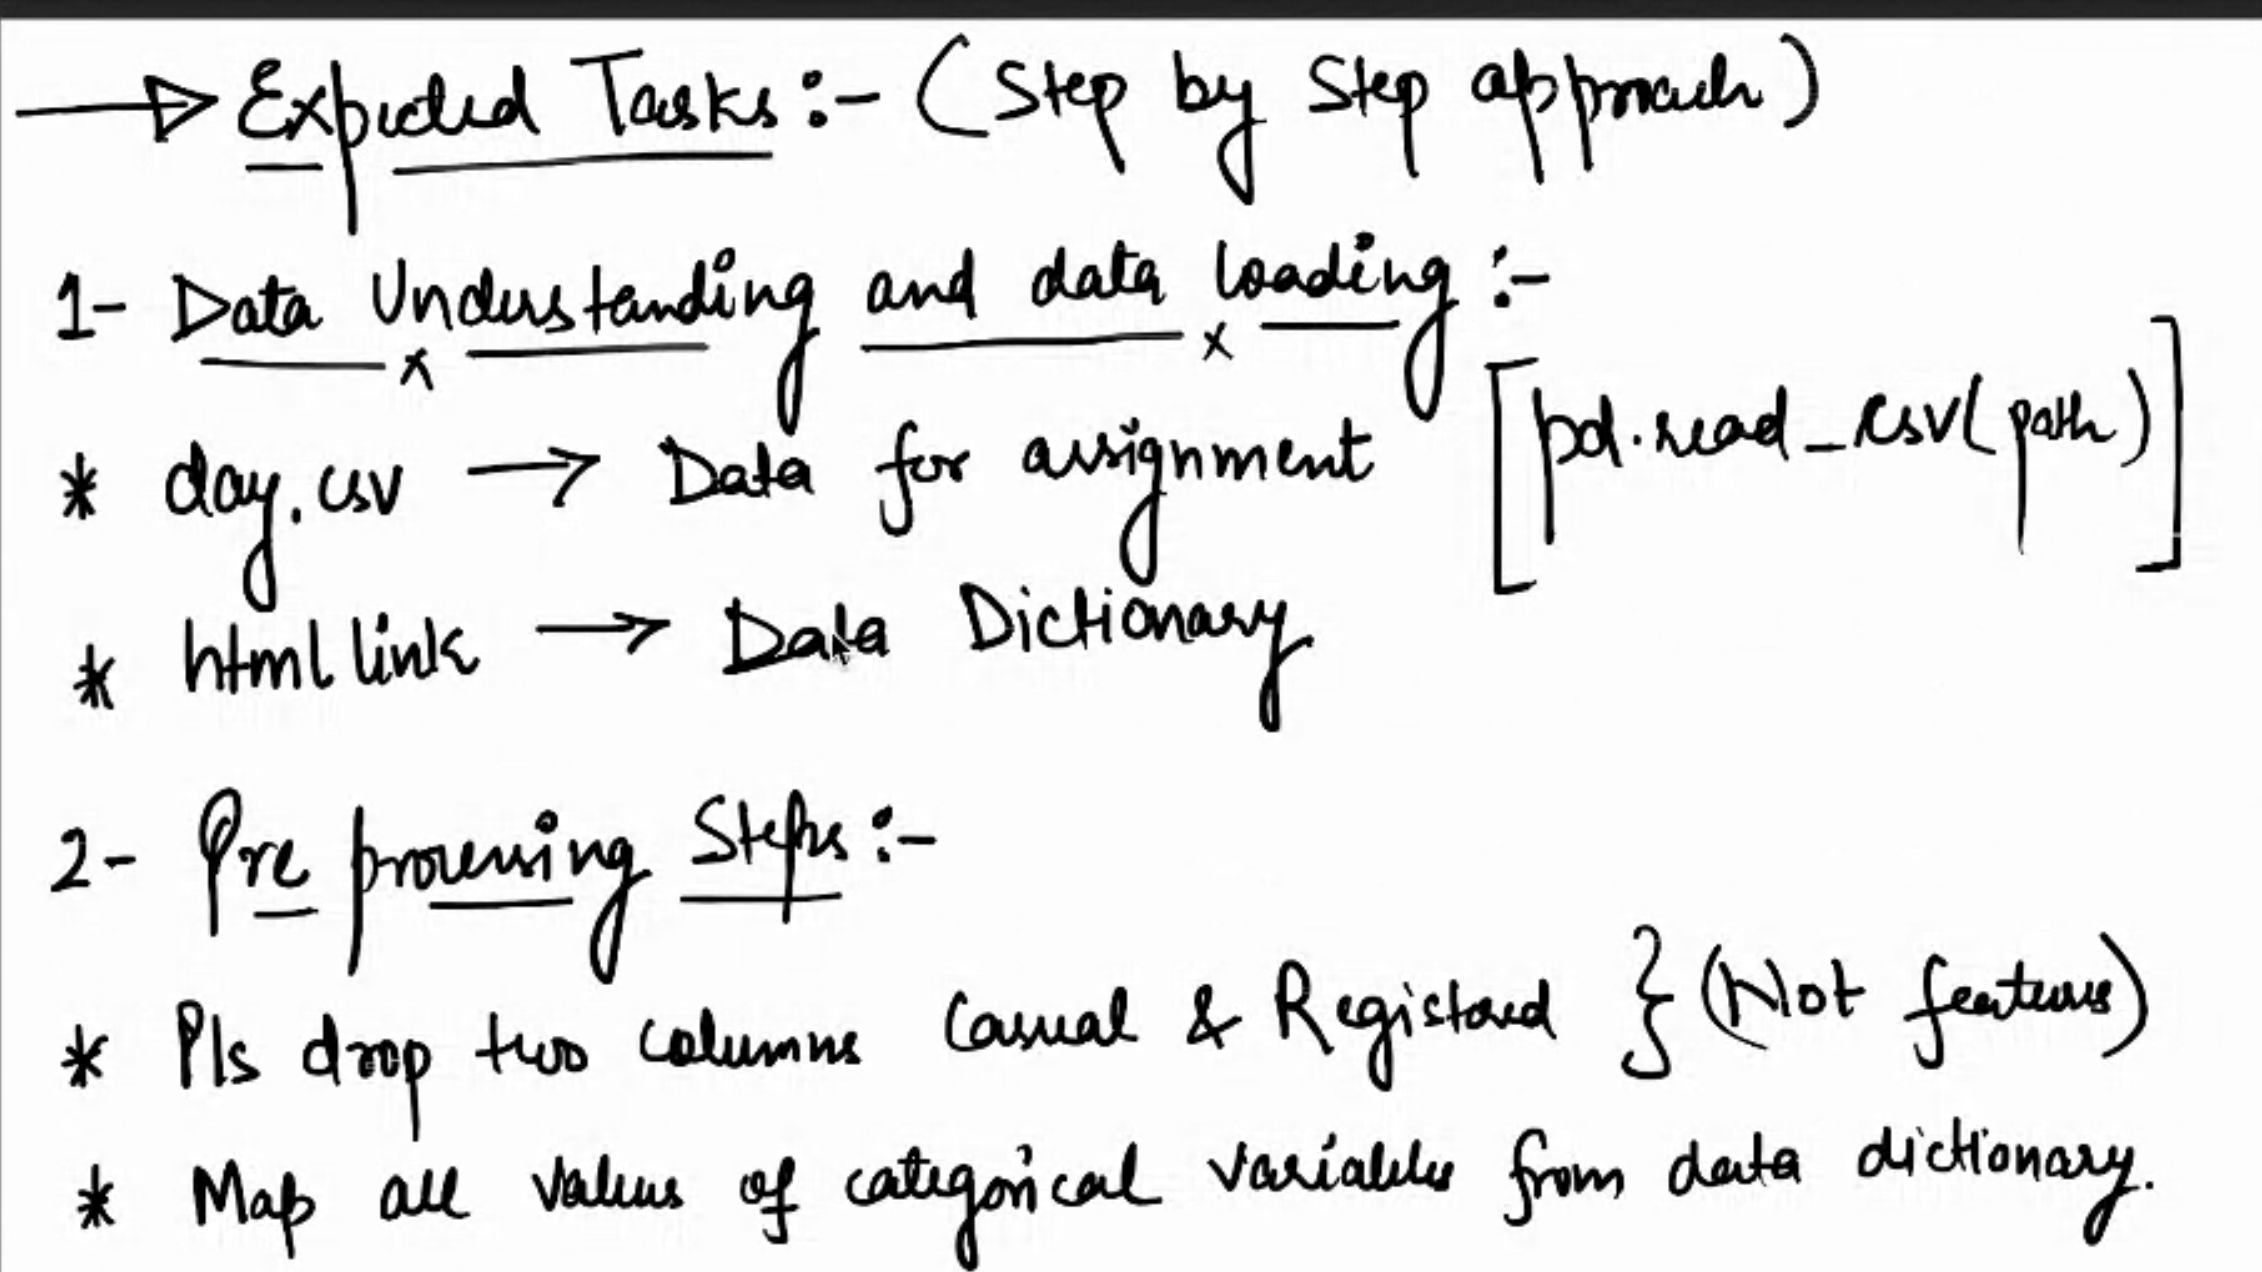 → Expected Tasks :- (Step by Step approach)
1- Data Understanding and data loading :-
* day.csv → Data for assignment [pd.read_csv(path)]
* html link → Data Dictionary
2- Pre processing Steps :-
* Pls drop two columns Casual & Registered } (Not features)
* Map all values of categorical variables from data dictionary.